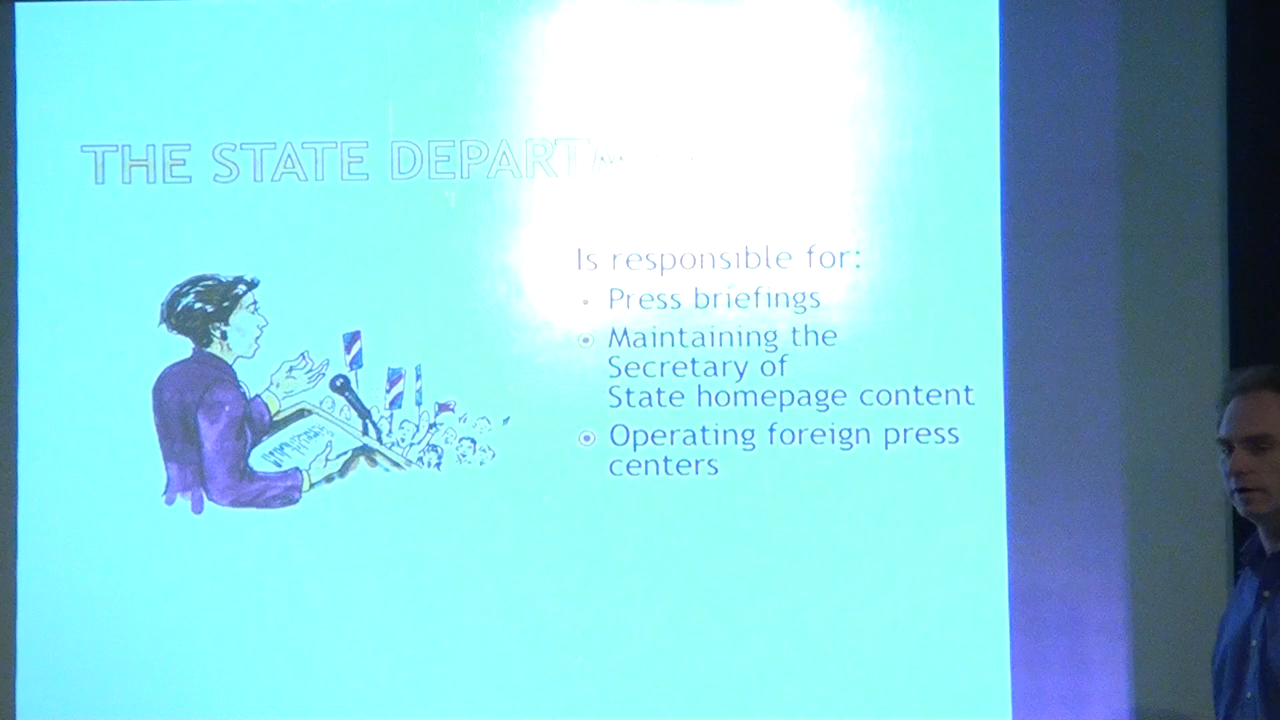 THE STATE DEPART
Is responsible for:
Press briefings
Maintaining the
Secretary of
State homepage content
Operating foreign press
centers